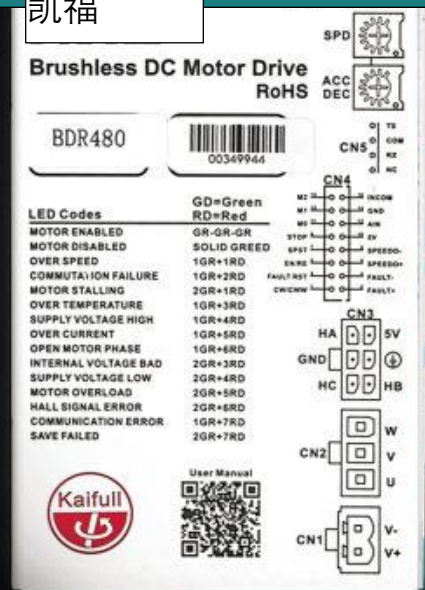 凯福
SPD
Brushless DC Motor Drive
RoHS
ACC
DEC
BDR480
00349944
CN5
TX
COM
RX
NC
CN4
M2
INCOM
M1
GND
M0
AIN
STOP
5V
SPST
SPEEDO-
EN/RE
SPEEDO+
FAULT RST
FAULT-
CW/CWW
FAULT+
LED Codes
GD=Green
RD=Red
MOTOR ENABLED GR-GR-GR
MOTOR DISABLED SOLID GREED
OVER SPEED 1GR+1RD
COMMUTATION FAILURE 1GR+2RD
MOTOR STALLING 2GR+1RD
OVER TEMPERATURE 1GR+3RD
SUPPLY VOLTAGE HIGH 1GR+4RD
OVER CURRENT 1GR+5RD
OPEN MOTOR PHASE 1GR+6RD
INTERNAL VOLTAGE BAD 2GR+3RD
SUPPLY VOLTAGE LOW 2GR+4RD
MOTOR OVERLOAD 2GR+5RD
HALL SIGNAL ERROR 2GR+6RD
COMMUNICATION ERROR 1GR+7RD
SAVE FAILED 2GR+7RD
CN3
HA 5V
GND
HC HB
CN2
W
V
U
User Manual
Kaifull
CN1
V-
V+